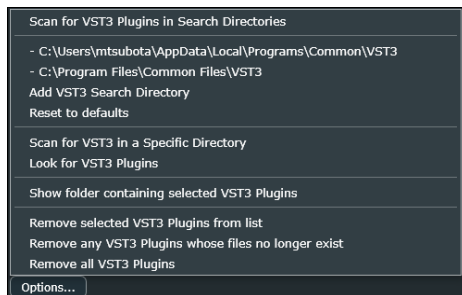 Scan for VST3 Plugins in Search Directories
- C:\Users\mtsubota\AppData\Local\Programs\Common\VST3
- C:\Program Files\Common Files\VST3
Add VST3 Search Directory
Reset to defaults
Scan for VST3 in a Specific Directory
Look for VST3 Plugins
Show folder containing selected VST3 Plugins
Remove selected VST3 Plugins from list
Remove any VST3 Plugins whose files no longer exist
Remove all VST3 Plugins
Options...